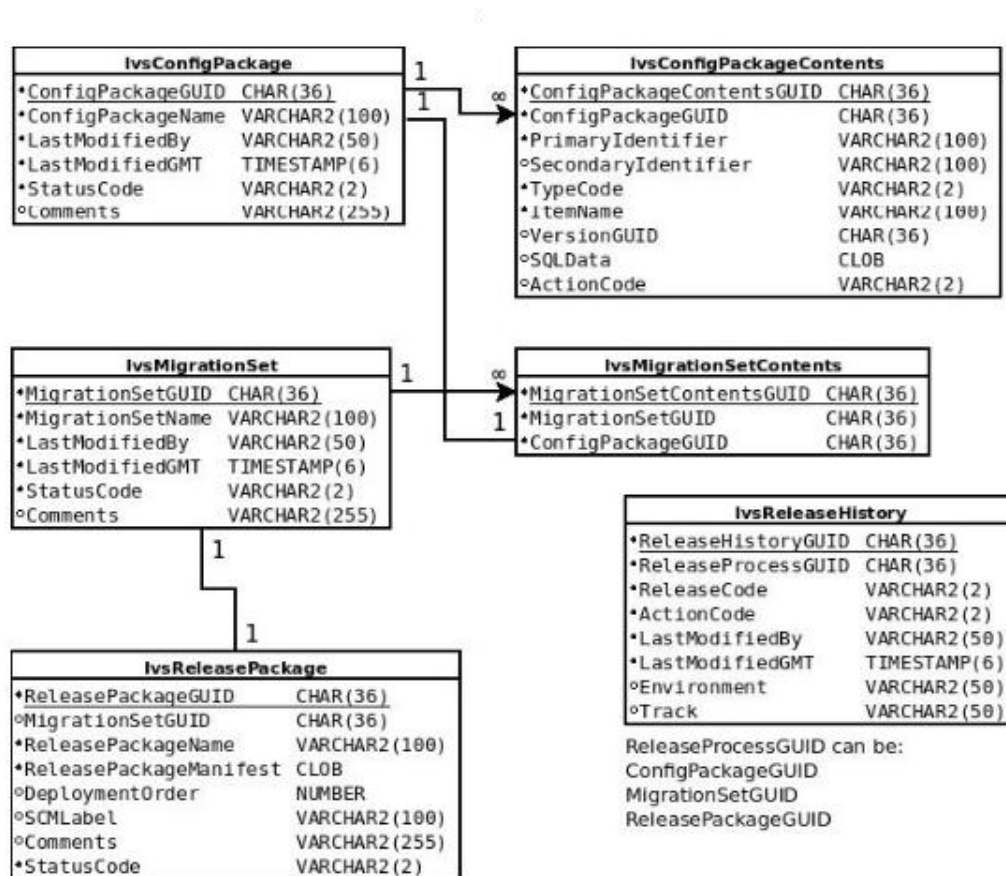 IvsConfigPackage
•ConfigPackageGUID CHAR(36)
•ConfigPackageName VARCHAR2(100)
•LastModifiedBy VARCHAR2(50)
•LastModifiedGMT TIMESTAMP(6)
•StatusCode VARCHAR2(2)
○Comments VARCHAR2(255)
1
1
∞
IvsConfigPackageContents
•ConfigPackageContentsGUID CHAR(36)
•ConfigPackageGUID CHAR(36)
•PrimaryIdentifier VARCHAR2(100)
○SecondaryIdentifier VARCHAR2(100)
•TypeCode VARCHAR2(2)
•ItemName VARCHAR2(100)
○VersionGUID CHAR(36)
○SQLData CLOB
○ActionCode VARCHAR2(2)
IvsMigrationSet
•MigrationSetGUID CHAR(36)
•MigrationSetName VARCHAR2(100)
•LastModifiedBy VARCHAR2(50)
•LastModifiedGMT TIMESTAMP(6)
•StatusCode VARCHAR2(2)
○Comments VARCHAR2(255)
1
∞
1
IvsMigrationSetContents
•MigrationSetContentsGUID CHAR(36)
•MigrationSetGUID CHAR(36)
•ConfigPackageGUID CHAR(36)
1
1
IvsReleasePackage
•ReleasePackageGUID CHAR(36)
○MigrationSetGUID CHAR(36)
•ReleasePackageName VARCHAR2(100)
•ReleasePackageManifest CLOB
○DeploymentOrder NUMBER
○SCMLabel VARCHAR2(100)
○Comments VARCHAR2(255)
•StatusCode VARCHAR2(2)
IvsReleaseHistory
•ReleaseHistoryGUID CHAR(36)
•ReleaseProcessGUID CHAR(36)
•ReleaseCode VARCHAR2(2)
•ActionCode VARCHAR2(2)
•LastModifiedBy VARCHAR2(50)
•LastModifiedGMT TIMESTAMP(6)
○Environment VARCHAR2(50)
○Track VARCHAR2(50)
ReleaseProcessGUID can be:
ConfigPackageGUID
MigrationSetGUID
ReleasePackageGUID